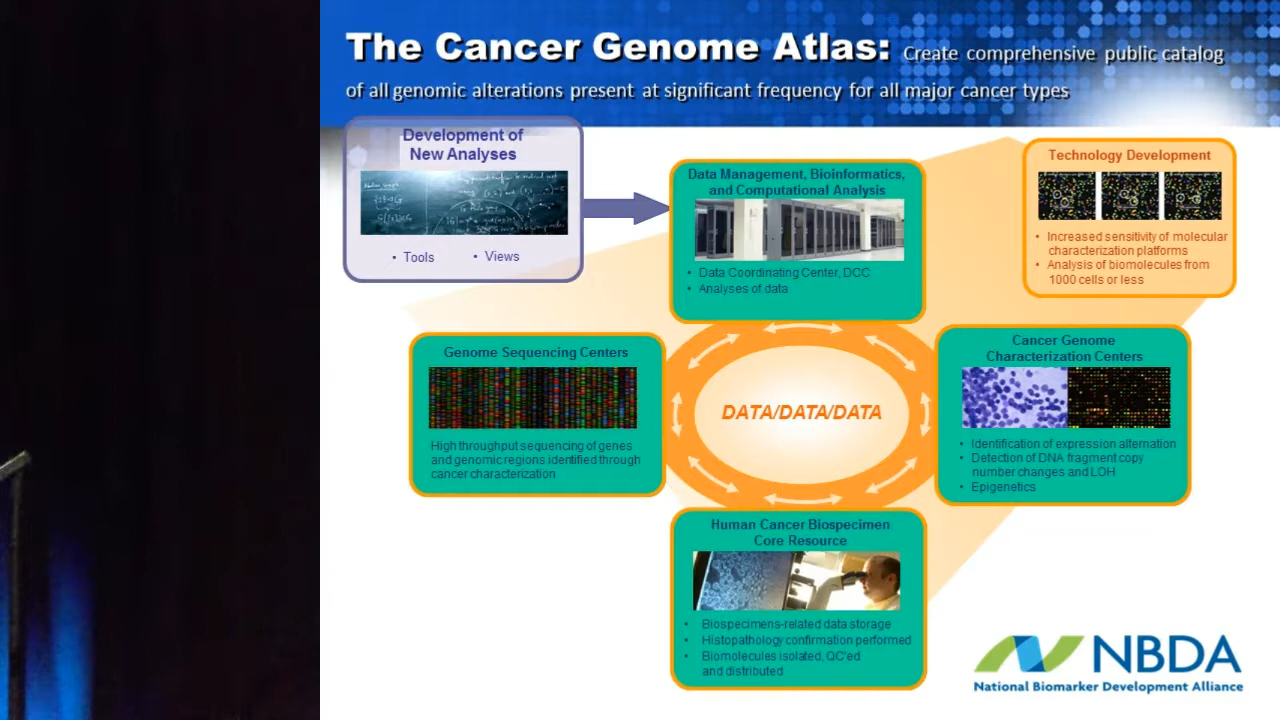 The Cancer Genome Atlas: Create comprehensive public catalog
of all genomic alterations present at significant frequency for all major cancer types
Development of
New Analyses
• Tools
• Views
Data Management, Bioinformatics,
and Computational Analysis
• Data Coordinating Center, DCC
• Analyses of data
Technology Development
• Increased sensitivity of molecular
characterization platforms
• Analysis of biomolecules from
1000 cells or less
Genome Sequencing Centers
High throughput sequencing of genes
and genomic regions identified through
cancer characterization
DATA/DATA/DATA
Cancer Genome
Characterization Centers
• Identification of expression alternation
• Detection of DNA fragment copy
number changes and LOH
• Epigenetics
Human Cancer Biospecimen
Core Resource
• Biospecimens-related data storage
• Histopathology confirmation performed
• Biomolecules isolated, QC'ed
and distributed
NBDA
National Biomarker Development Alliance